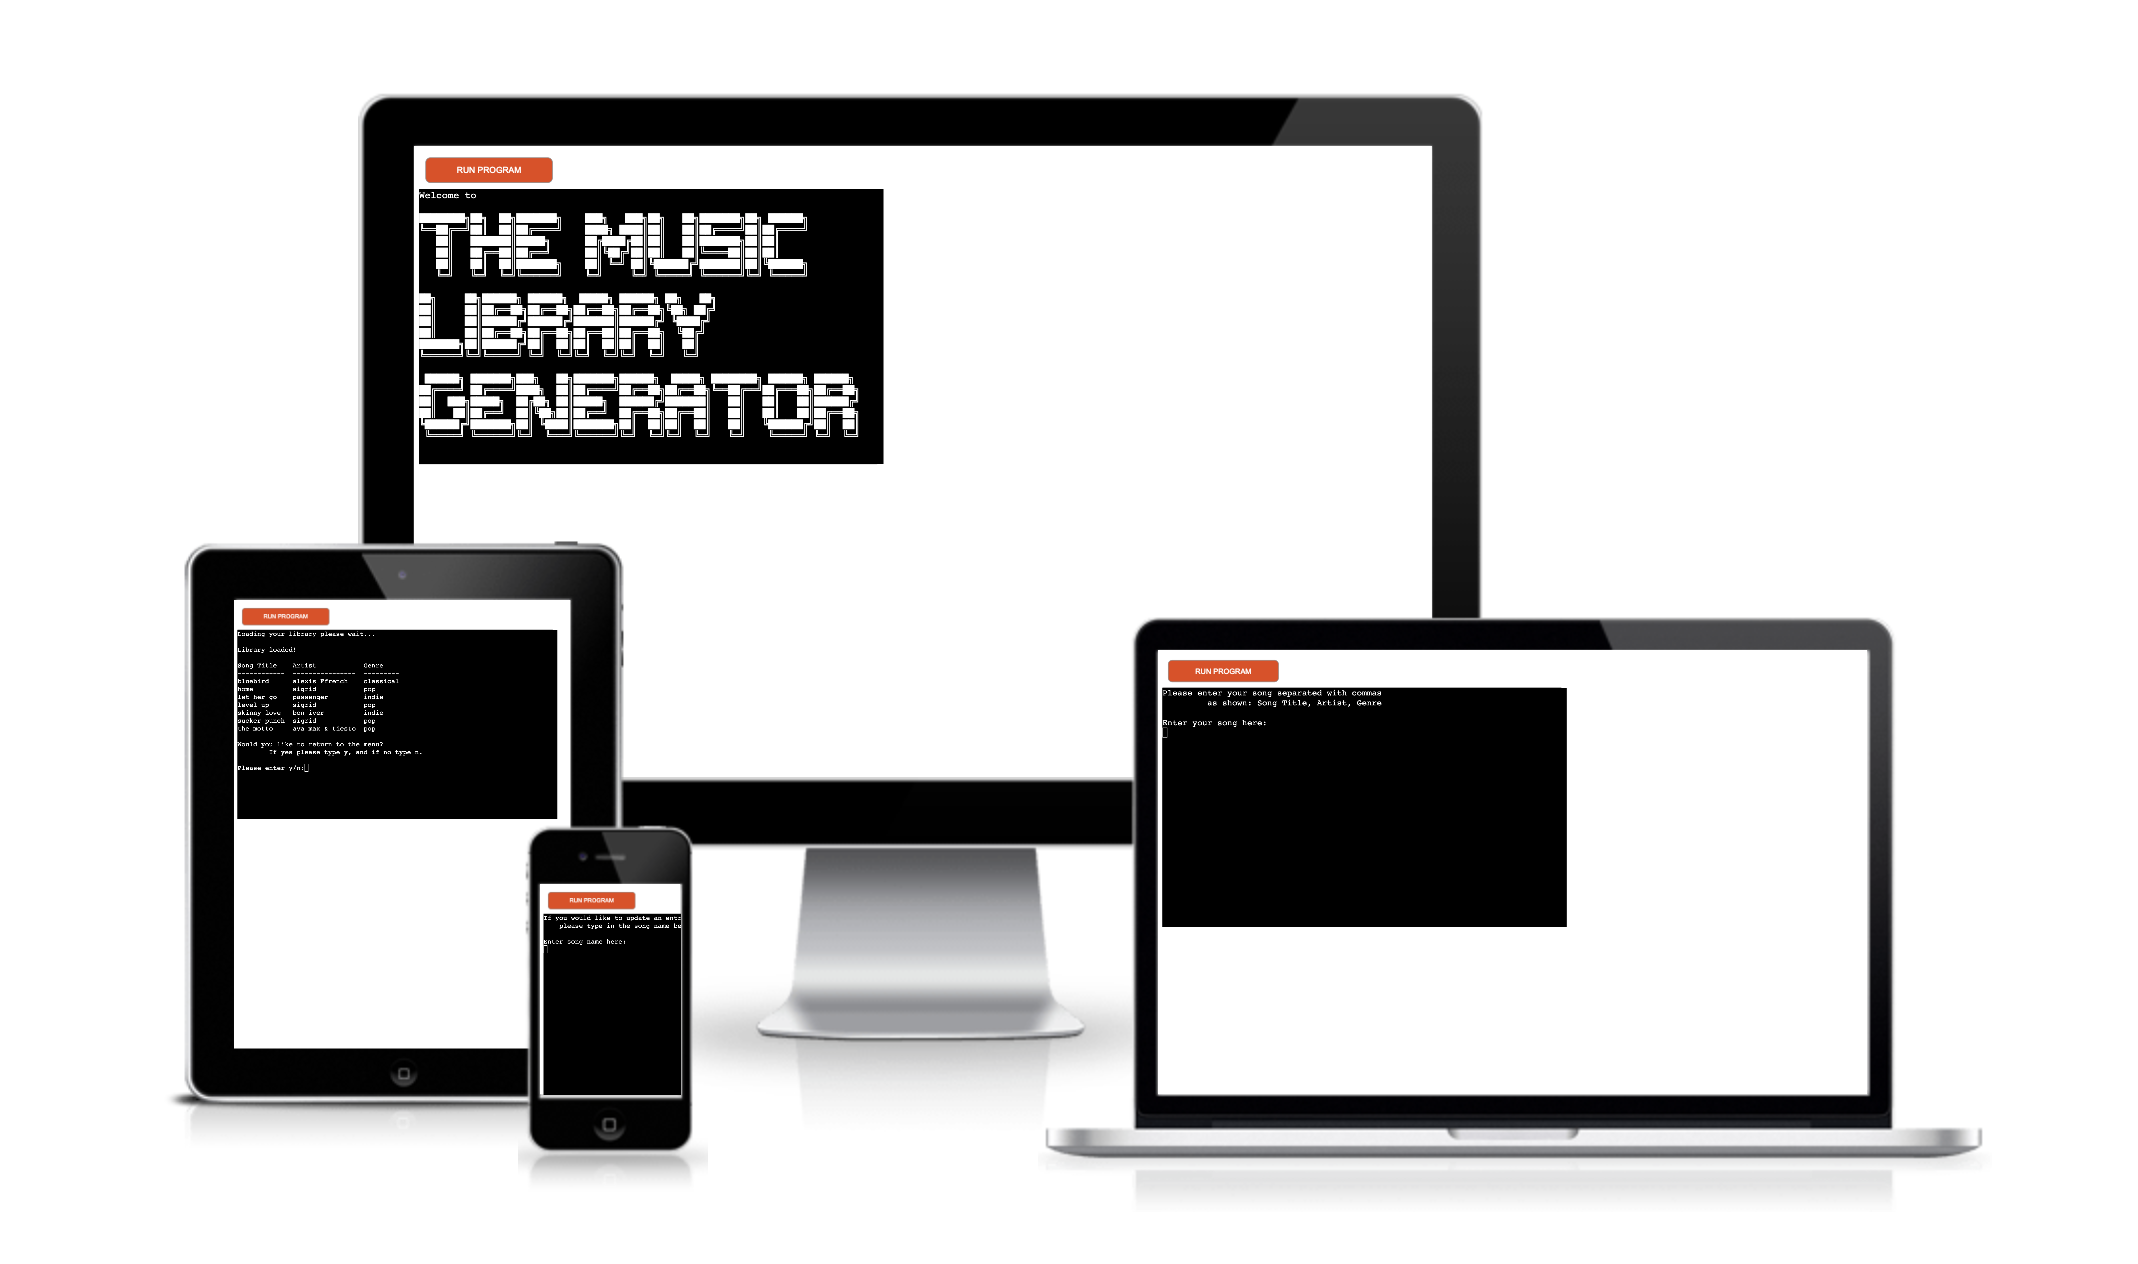 RUN PROGRAM
Welcome to
THE MUSIC
LIBRARY
GENERATOR
RUN PROGRAM
Loading your library please wait...
Library loaded!
Song Title Artist Genre
------------ ---------------- ---------
bluebird alexis ffrench classical
home sigrid pop
let her go passenger indie
level up sigrid pop
skinny love bon iver indie
sucker punch sigrid pop
the motto ava max & tiesto pop
Would you like to return to the menu?
If yes please type y, and if no type n.
Please enter y/n:
RUN PROGRAM
If you would like to update an entr
please type in the song name be
Enter song name here:
RUN PROGRAM
Please enter your song separated with commas
as shown: Song Title, Artist, Genre
Enter your song here: